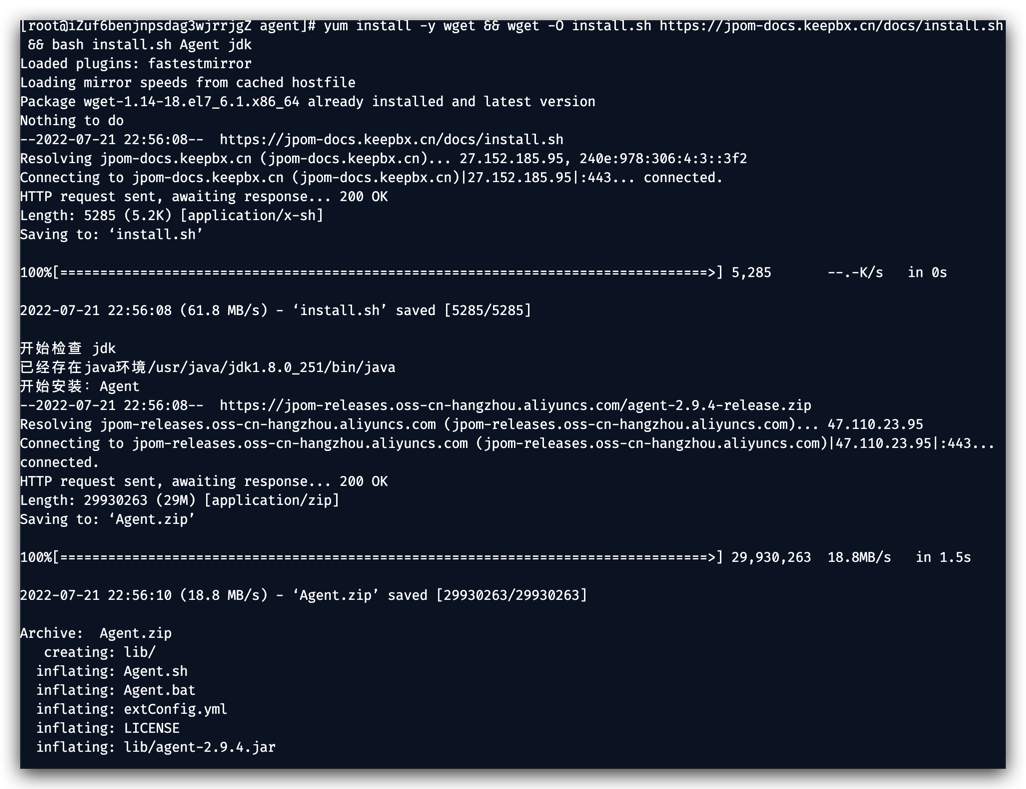 [root@iZuf6benjnpsdag3wjrrjgZ agent]# yum install -y wget && wget -O install.sh https://jpom-docs.keepbx.cn/docs/install.sh
 && bash install.sh Agent jdk
Loaded plugins: fastestmirror
Loading mirror speeds from cached hostfile
Package wget-1.14-18.el7_6.1.x86_64 already installed and latest version
Nothing to do
--2022-07-21 22:56:08--  https://jpom-docs.keepbx.cn/docs/install.sh
Resolving jpom-docs.keepbx.cn (jpom-docs.keepbx.cn)... 27.152.185.95, 240e:978:306:4:3::3f2
Connecting to jpom-docs.keepbx.cn (jpom-docs.keepbx.cn)|27.152.185.95|:443... connected.
HTTP request sent, awaiting response... 200 OK
Length: 5285 (5.2K) [application/x-sh]
Saving to: ‘install.sh’
100%[=================================================================================>] 5,285       --.-K/s   in 0s
2022-07-21 22:56:08 (61.8 MB/s) - ‘install.sh’ saved [5285/5285]
开始检查 jdk
已经存在java环境/usr/java/jdk1.8.0_251/bin/java
开始安装：Agent
--2022-07-21 22:56:08--  https://jpom-releases.oss-cn-hangzhou.aliyuncs.com/agent-2.9.4-release.zip
Resolving jpom-releases.oss-cn-hangzhou.aliyuncs.com (jpom-releases.oss-cn-hangzhou.aliyuncs.com)... 47.110.23.95
Connecting to jpom-releases.oss-cn-hangzhou.aliyuncs.com (jpom-releases.oss-cn-hangzhou.aliyuncs.com)|47.110.23.95|:443...
connected.
HTTP request sent, awaiting response... 200 OK
Length: 29930263 (29M) [application/zip]
Saving to: ‘Agent.zip’
100%[=================================================================================>] 29,930,263  18.8MB/s   in 1.5s
2022-07-21 22:56:10 (18.8 MB/s) - ‘Agent.zip’ saved [29930263/29930263]
Archive:  Agent.zip
   creating: lib/
  inflating: Agent.sh
  inflating: Agent.bat
  inflating: extConfig.yml
  inflating: LICENSE
  inflating: lib/agent-2.9.4.jar